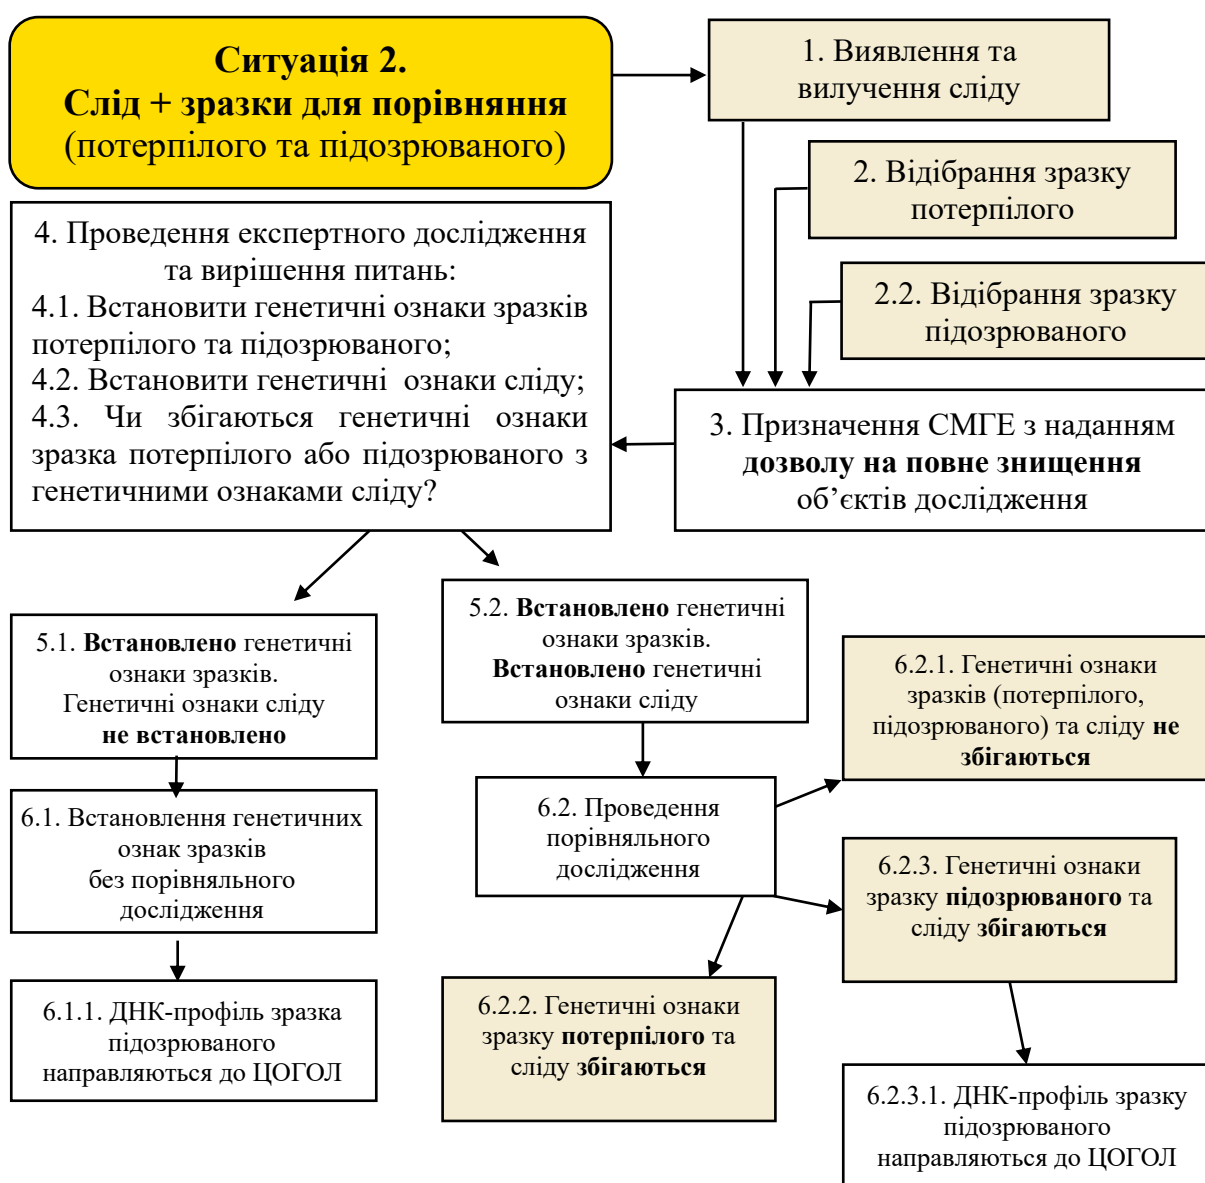 Ситуація 2.
Слід + зразки для порівняння
(потерпілого та підозрюваного)
1. Виявлення та
вилучення сліду
2. Відібрання зразку
потерпілого
2.2. Відібрання зразку
підозрюваного
3. Призначення СМГЕ з наданням
дозволу на повне знищення
об’єктів дослідження
4. Проведення експертного дослідження
та вирішення питань:
4.1. Встановити генетичні ознаки зразків
потерпілого та підозрюваного;
4.2. Встановити генетичні ознаки сліду;
4.3. Чи збігаються генетичні ознаки
зразка потерпілого або підозрюваного з
генетичними ознаками сліду?
5.1. Встановлено генетичні
ознаки зразків.
Генетичні ознаки сліду
не встановлено
5.2. Встановлено генетичні
ознаки зразків.
Встановлено генетичні
ознаки сліду
6.1. Встановлення генетичних
ознак зразків
без порівняльного
дослідження
6.2. Проведення
порівняльного
дослідження
6.2.1. Генетичні ознаки
зразків (потерпілого,
підозрюваного) та сліду не
збігаються
6.2.3. Генетичні ознаки
зразку підозрюваного та
сліду збігаються
6.1.1. ДНК-профіль зразка
підозрюваного
направляються до ЦОГОЛ
6.2.2. Генетичні ознаки
зразку потерпілого та
сліду збігаються
6.2.3.1. ДНК-профіль зразку
підозрюваного
направляються до ЦОГОЛ